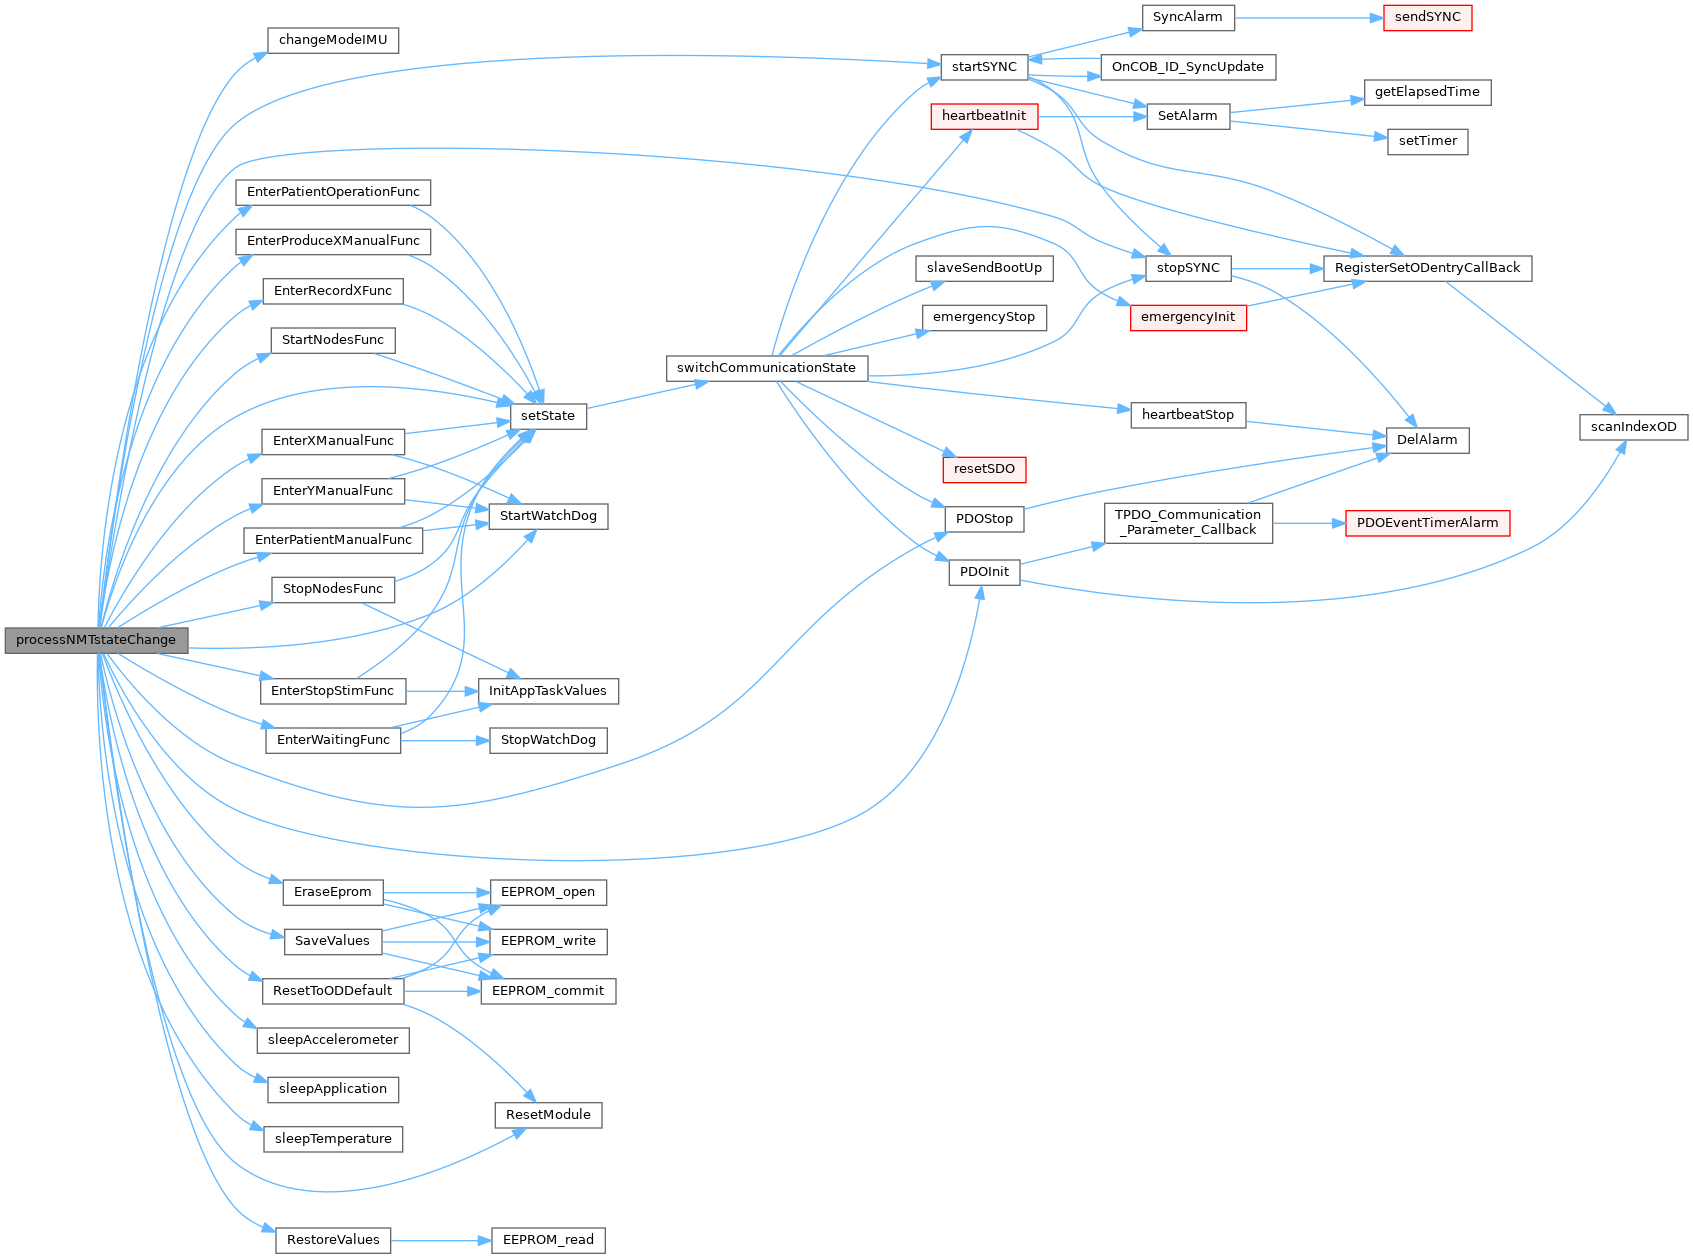 processNMTstateChange
changeModeIMU
EnterPatientOperationFunc
EnterProduceXManualFunc
EnterRecordXFunc
StartNodesFunc
EnterXManualFunc
EnterYManualFunc
EnterPatientManualFunc
StopNodesFunc
EnterStopStimFunc
EnterWaitingFunc
EraseEprom
SaveValues
ResetToODDefault
sleepAccelerometer
sleepApplication
sleepTemperature
RestoreValues
setState
StartWatchDog
InitAppTaskValues
StopWatchDog
EEPROM_open
EEPROM_write
EEPROM_commit
ResetModule
EEPROM_read
switchCommunicationState
startSYNC
heartbeatInit
slaveSendBootUp
emergencyStop
resetSDO
PDOStop
PDOInit
SyncAlarm
OnCOB_ID_SyncUpdate
SetAlarm
stopSYNC
emergencyInit
heartbeatStop
TPDO_Communication
_Parameter_Callback
sendSYNC
getElapsedTime
setTimer
RegisterSetODentryCallBack
DelAlarm
PDOEventTimerAlarm
scanIndexOD